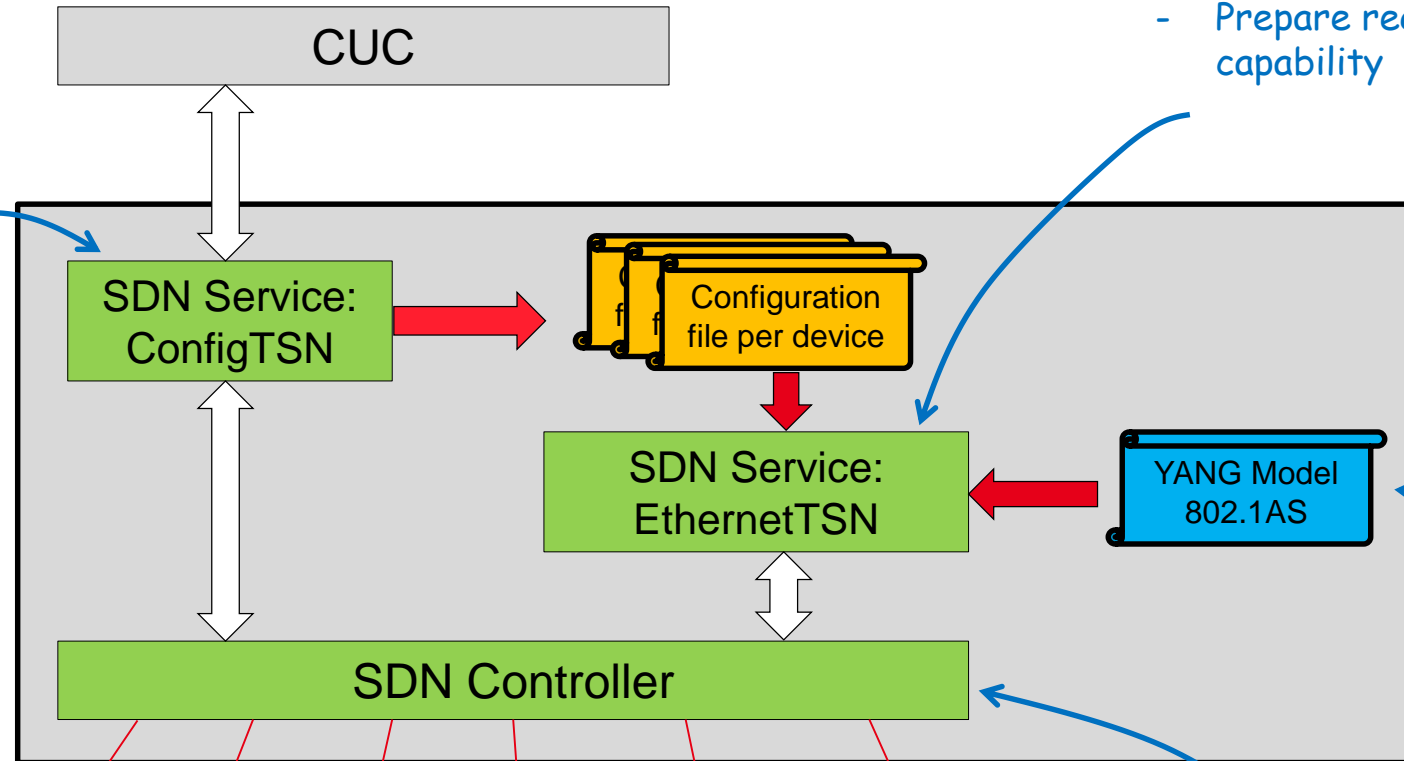 CUC
- Prepare
capability
SDN Service:
ConfigTSN
Configuration
file per device
SDN Service:
EthernetTSN
YANG Model
802.1AS
SDN Controller